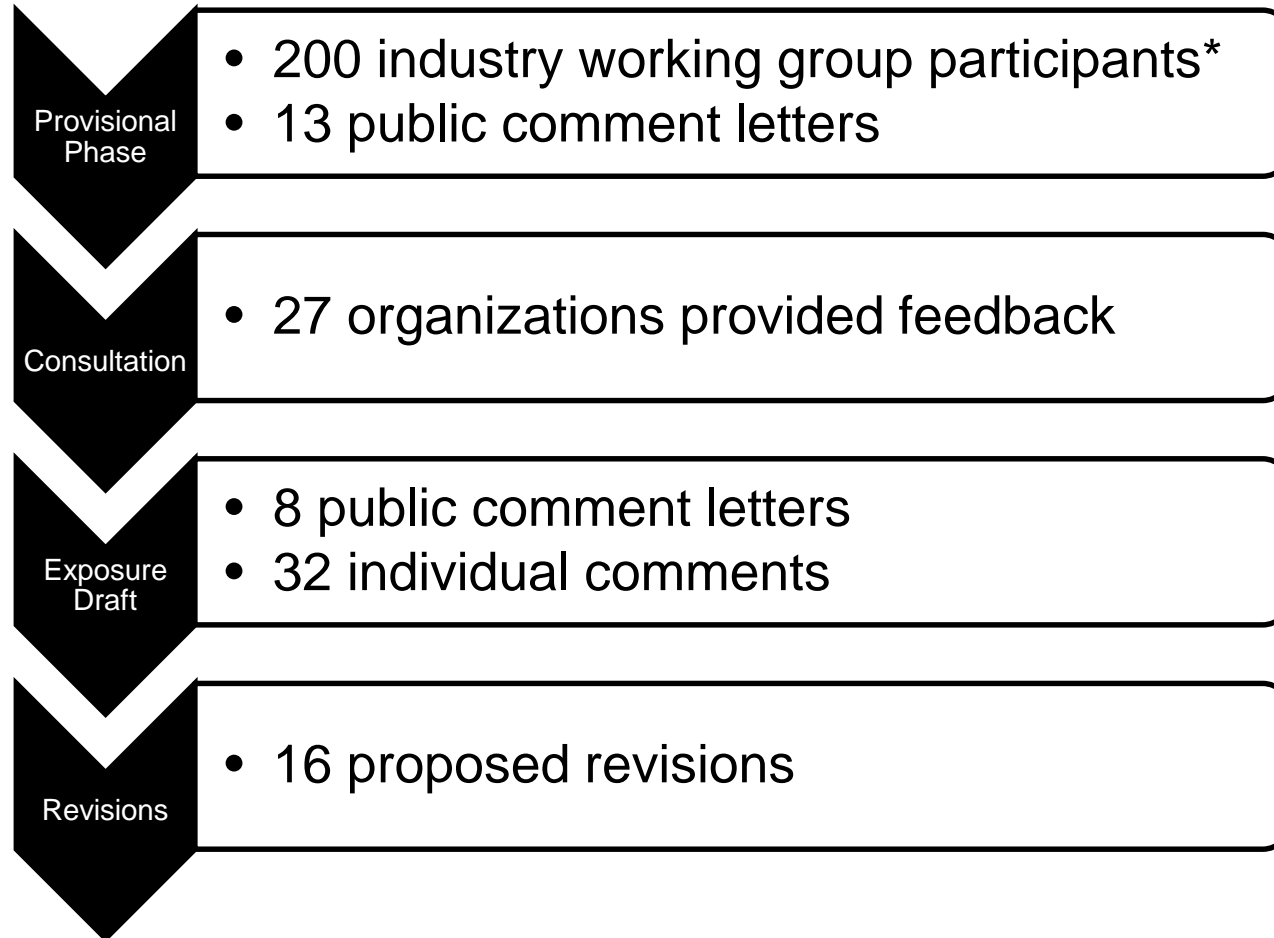 Provisional
Phase
• 200 industry working group participants*
• 13 public comment letters
Consultation
• 27 organizations provided feedback
Exposure
Draft
• 8 public comment letters
• 32 individual comments
Revisions
• 16 proposed revisions